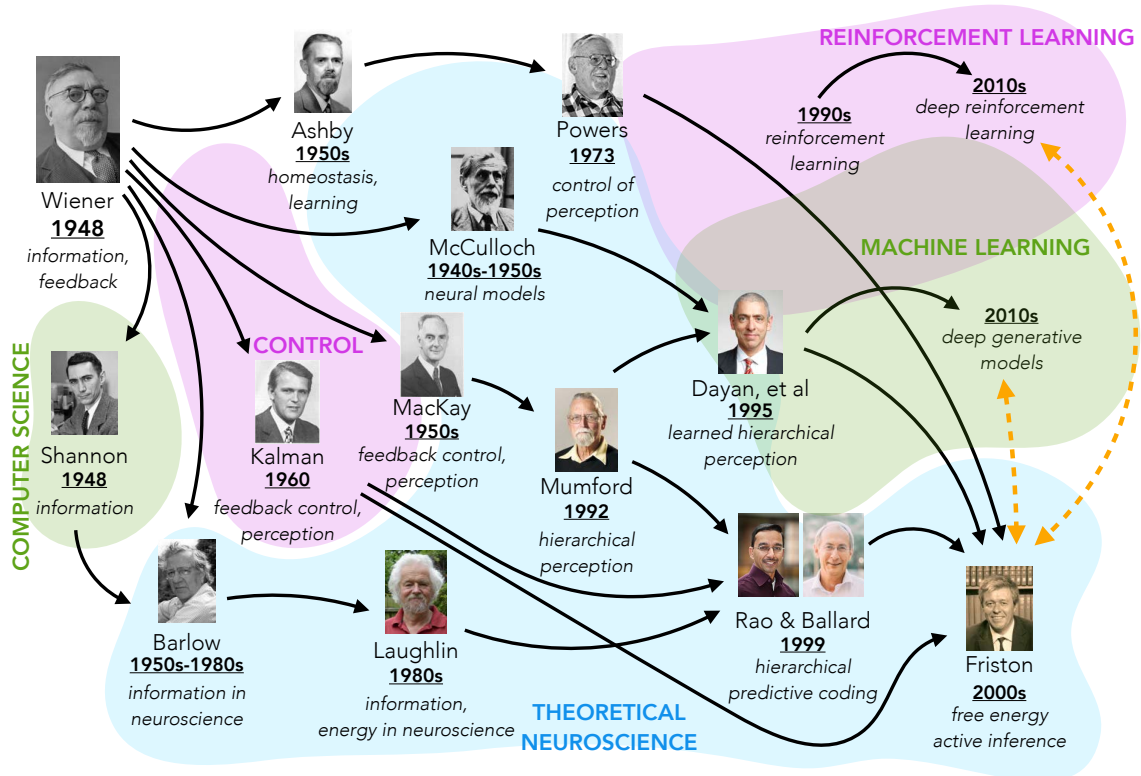 REINFORCEMENT LEARNING
Wiener
1948
information,
feedback
Ashby
1950s
homeostasis,
learning
Powers
1973
control of
perception
1990s
reinforcement
learning
2010s
deep reinforcement
learning
McCulloch
1940s-1950s
neural models
MACHINE LEARNING
2010s
deep generative
models
COMPUTER SCIENCE
Shannon
1948
information
CONTROL
Kalman
1960
feedback control,
perception
MacKay
1950s
feedback control,
perception
Mumford
1992
hierarchical
perception
Dayan, et al
1995
learned hierarchical
perception
Barlow
1950s-1980s
information in
neuroscience
Laughlin
1980s
information,
energy in neuroscience
THEORETICAL
NEUROSCIENCE
Rao & Ballard
1999
hierarchical
predictive coding
Friston
2000s
free energy
active inference